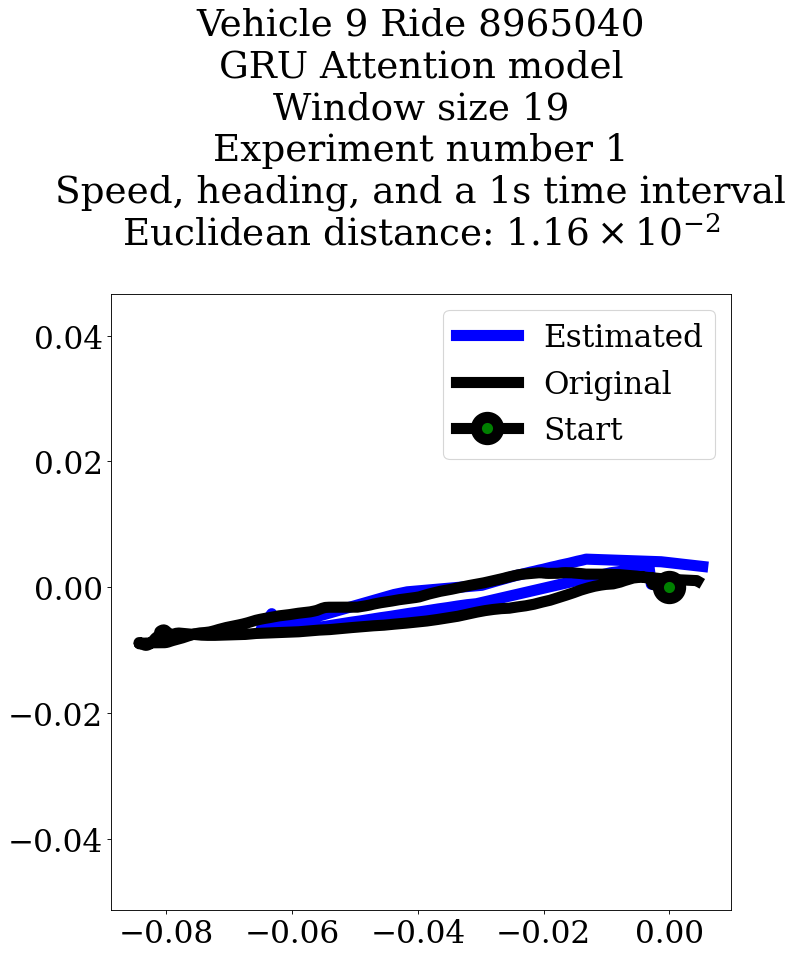 Vehicle 9 Ride 8965040
GRU Attention model
Window size 19
Experiment number 1
Speed, heading, and a 1s time interval
Euclidean distance: 1.16 × 10⁻²
Estimated
Original
Start
0.04
0.02
0.00
−0.02
−0.04
−0.08 −0.06 −0.04 −0.02 0.00